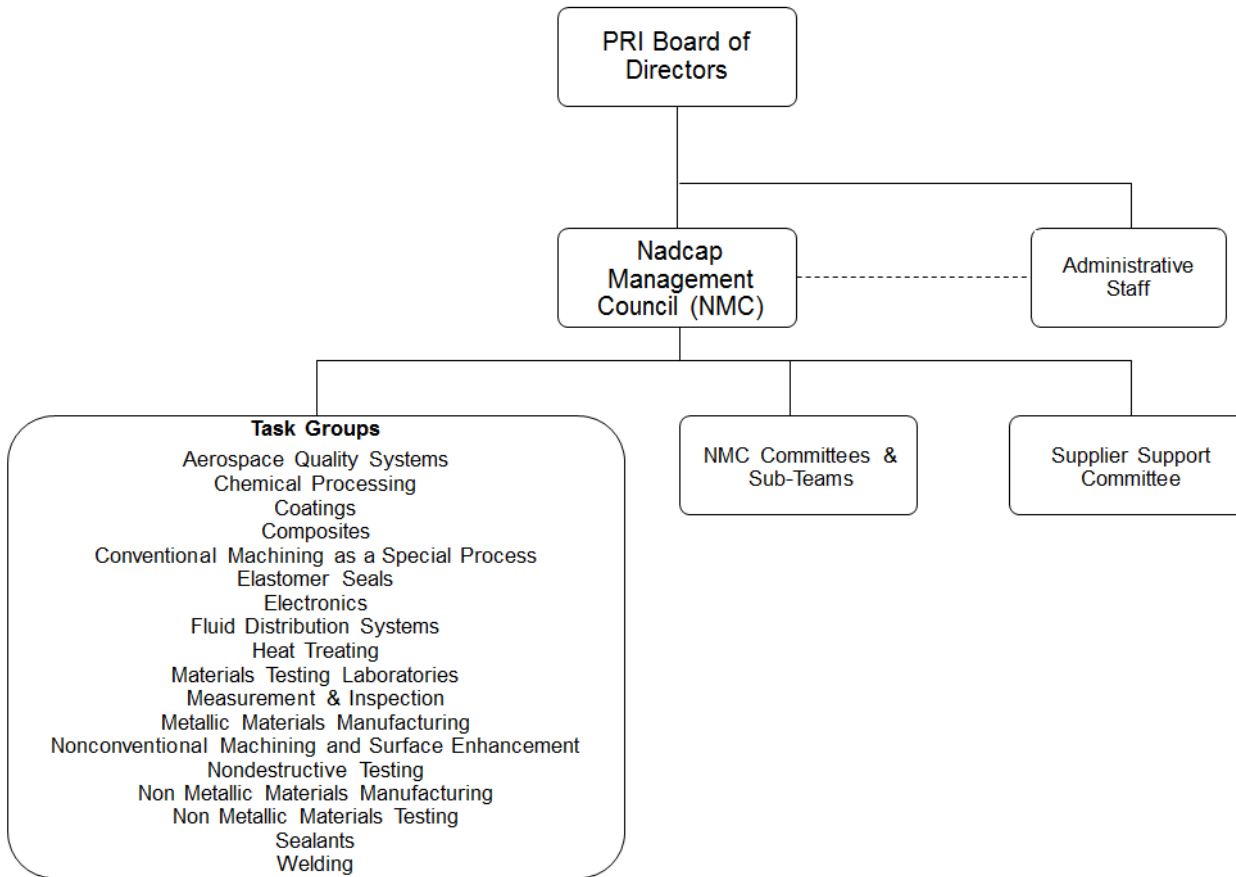 PRI Board of
Directors
Nadcap
Management
Council (NMC)
Administrative
Staff
Task Groups
Aerospace Quality Systems
Chemical Processing
Coatings
Composites
Conventional Machining as a Special Process
Elastomer Seals
Electronics
Fluid Distribution Systems
Heat Treating
Materials Testing Laboratories
Measurement & Inspection
Metallic Materials Manufacturing
Nonconventional Machining and Surface Enhancement
Nondestructive Testing
Non Metallic Materials Manufacturing
Non Metallic Materials Testing
Sealants
Welding
NMC Committees &
Sub-Teams
Supplier Support
Committee